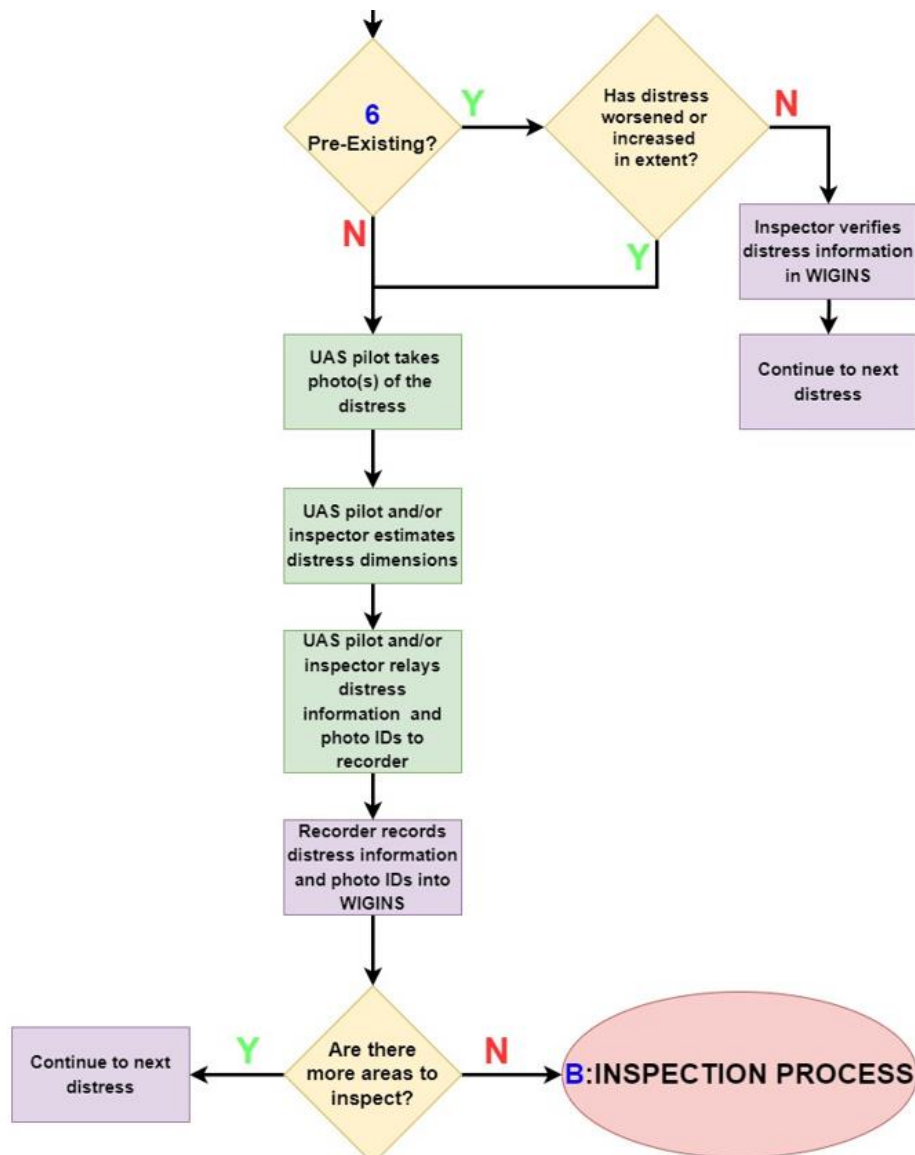 6
Pre-Existing?
Y
Has distress
worsened or
increased
in extent?
N
N
Y
Inspector verifies
distress information
in WIGINS
UAS pilot takes
photo(s) of the
distress
Continue to next
distress
UAS pilot and/or
inspector estimates
distress dimensions
UAS pilot and/or
inspector relays
distress
information and
photo IDs to
recorder
Recorder records
distress information
and photo IDs into
WIGINS
Continue to next
distress
Y
Are there
more areas to
inspect?
N
B:INSPECTION PROCESS